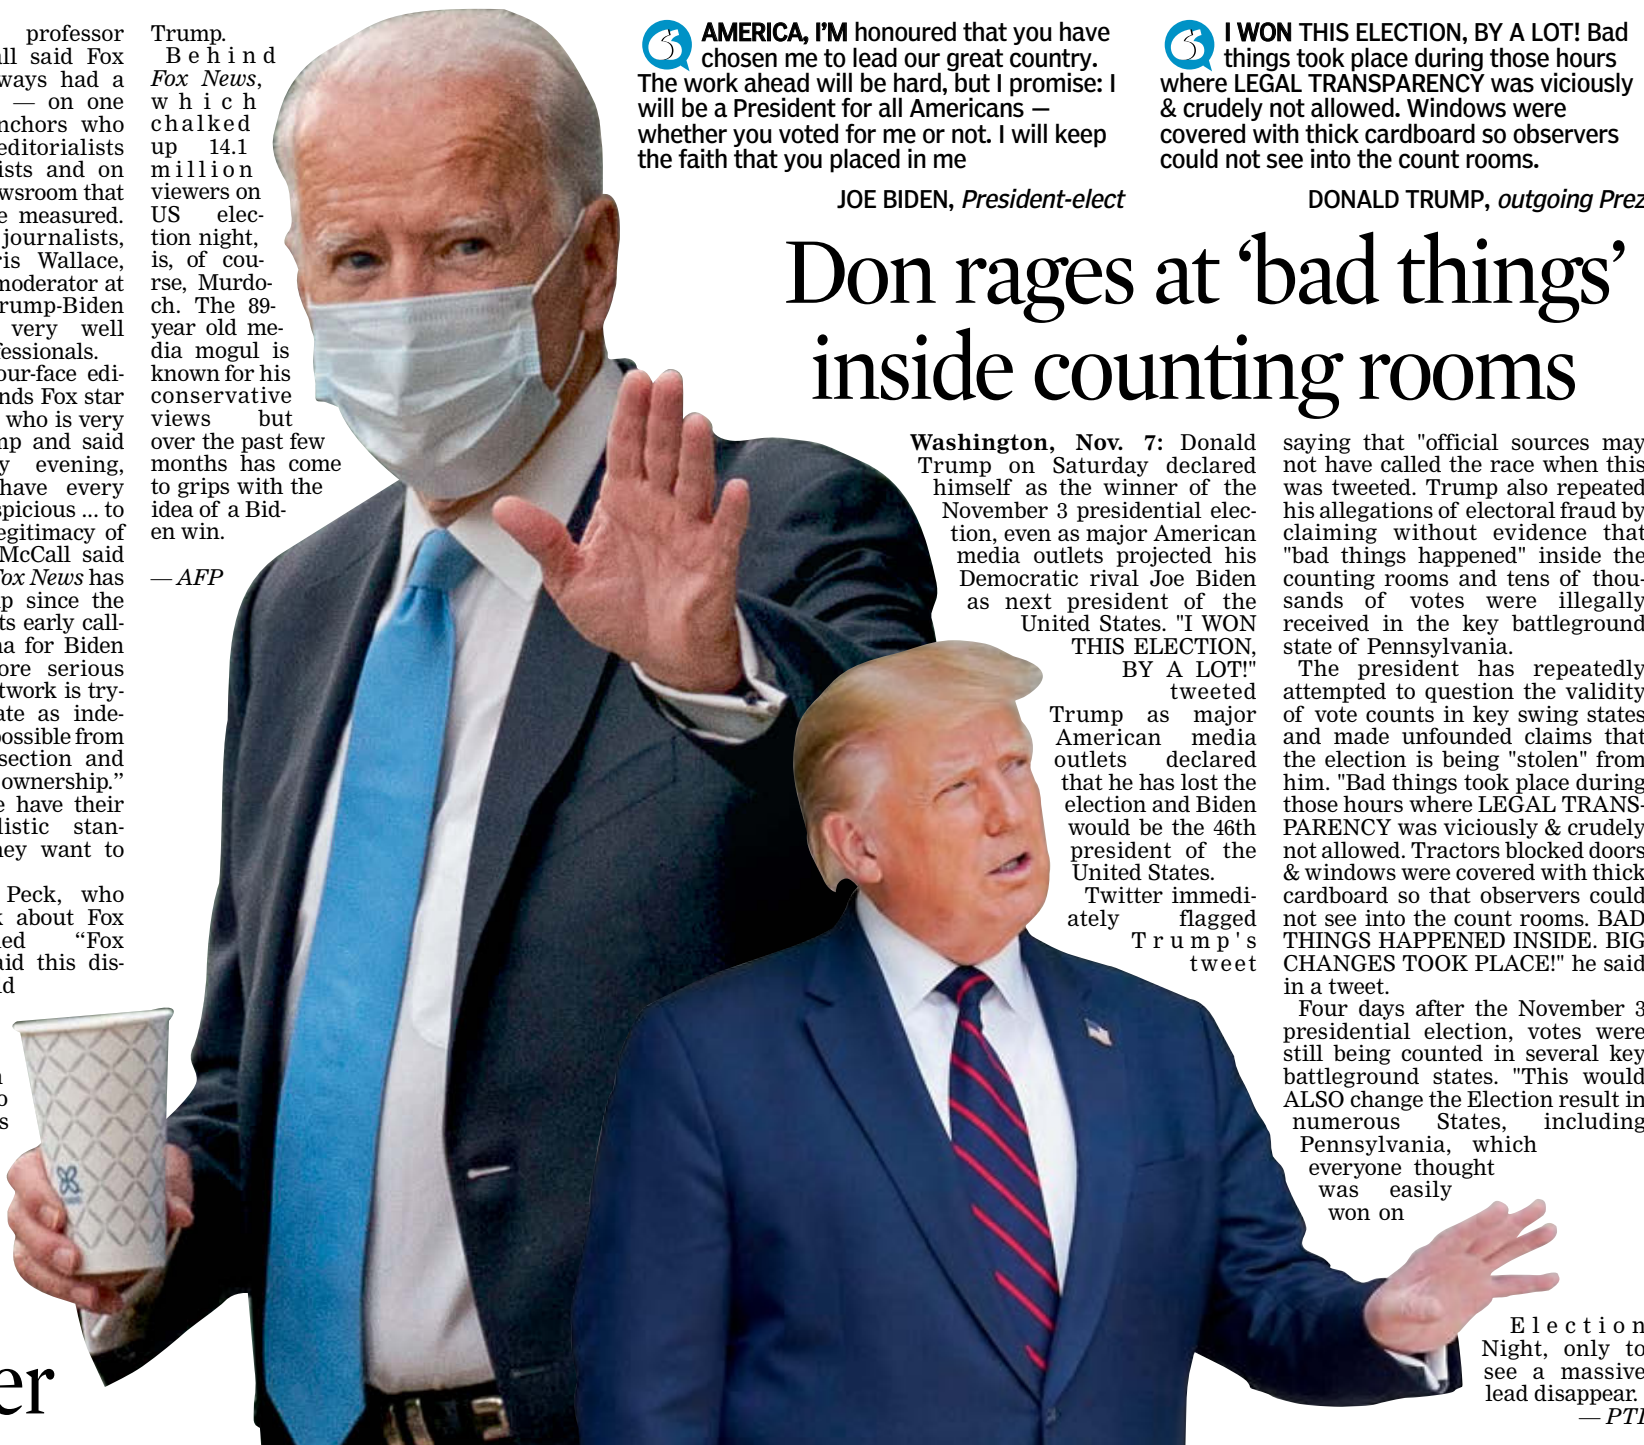 professor
said Fox
had a
— on one
who
editorialists
and on
that
measured.
journalists,
Wallace,
moderator at
Trump-Biden
very well
edi-
Fox star
who is very
and said
evening,
have every
... to
of
McCall said
Fox News has
since the
early call-
for Biden
serious
is try-
as inde-
possible from
section and
ownership.”
have their
stan-
want to
Peck, who
about Fox
“Fox
this dis-
Trump.
Behind
Fox News,
which
chalked
up 14.1
million
viewers on
US elec-
tion night,
is, of cou-
rse, Murdo-
ch. The 89-
year old me-
dia mogul is
known for his
conservative
views but
over the past few
months has come
to grips with the
idea of a Bid-
en win.
— AFP
AMERICA, I’M honoured that you have
chosen me to lead our great country.
The work ahead will be hard, but I promise: I
will be a President for all Americans —
whether you voted for me or not. I will keep
the faith that you placed in me
JOE BIDEN, President-elect
I WON THIS ELECTION, BY A LOT! Bad
things took place during those hours
where LEGAL TRANSPARENCY was viciously
& crudely not allowed. Windows were
covered with thick cardboard so observers
could not see into the count rooms.
DONALD TRUMP, outgoing Prez
Don rages at ‘bad things’
inside counting rooms
Washington, Nov. 7: Donald
Trump on Saturday declared
himself as the winner of the
November 3 presidential elec-
tion, even as major American
media outlets projected his
Democratic rival Joe Biden
as next president of the
United States. "I WON
THIS ELECTION,
BY A LOT!"
tweeted
Trump as major
American media
outlets declared
that he has lost the
election and Biden
would be the 46th
president of the
United States.
Twitter immedi-
ately flagged
Trump's
tweet
saying that "official sources may
not have called the race when this
was tweeted. Trump also repeated
his allegations of electoral fraud by
claiming without evidence that
"bad things happened" inside the
counting rooms and tens of thou-
sands of votes were illegally
received in the key battleground
state of Pennsylvania.
The president has repeatedly
attempted to question the validity
of vote counts in key swing states
and made unfounded claims that
the election is being "stolen" from
him. "Bad things took place during
those hours where LEGAL TRANS-
PARENCY was viciously & crudely
not allowed. Tractors blocked doors
& windows were covered with thick
cardboard so that observers could
not see into the count rooms. BAD
THINGS HAPPENED INSIDE. BIG
CHANGES TOOK PLACE!" he said
in a tweet.
Four days after the November 3
presidential election, votes were
still being counted in several key
battleground states. "This would
ALSO change the Election result in
numerous States, including
Pennsylvania, which
everyone thought
was easily
won on
Election
Night, only to
see a massive
lead disappear.
— PTI